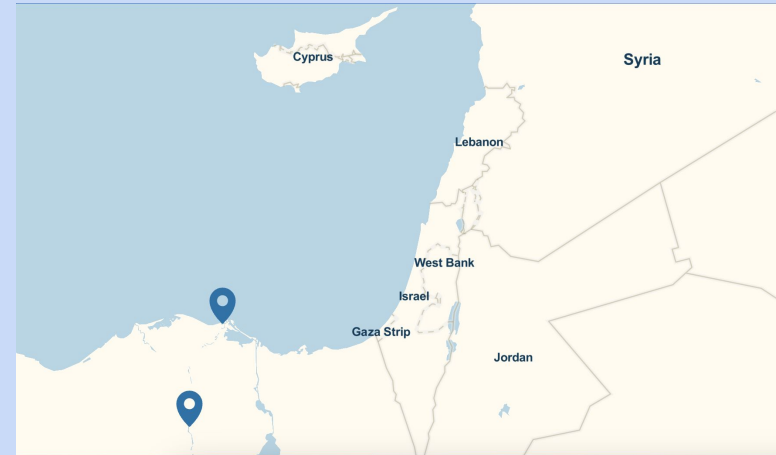 Cyprus
Syria
Lebanon
West Bank
Israel
Gaza Strip
Jordan